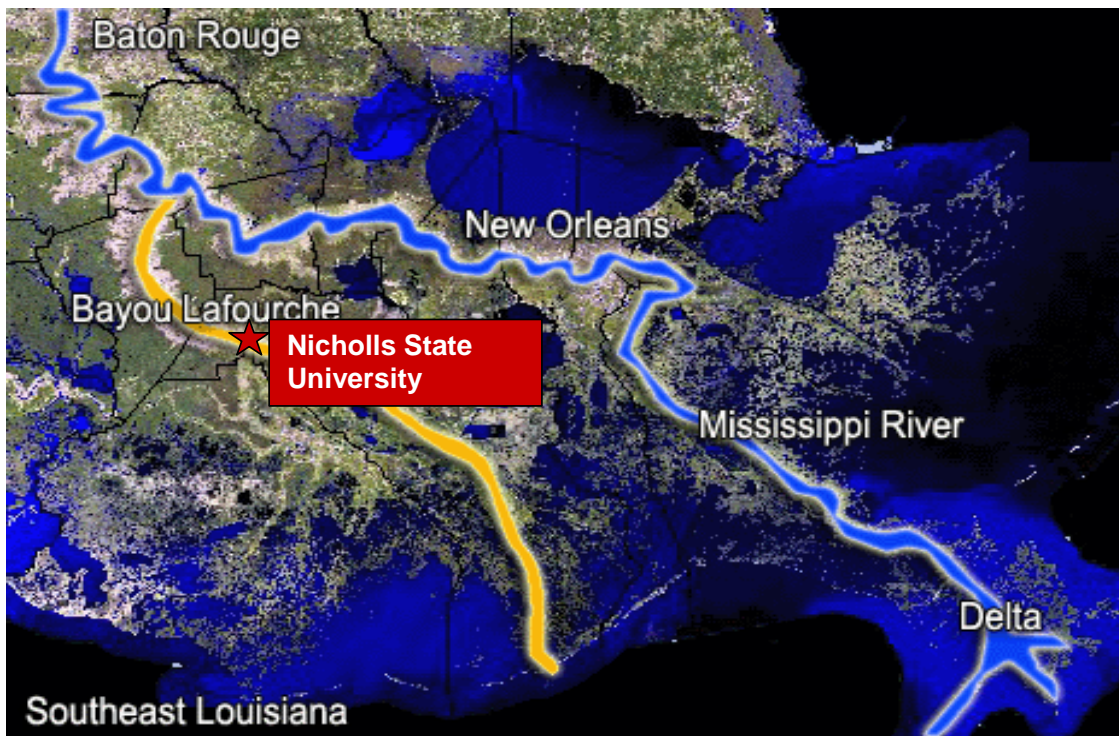 Baton Rouge
New Orleans
Bayou Lafourche
Nicholls State
University
Mississippi River
Delta
Southeast Louisiana